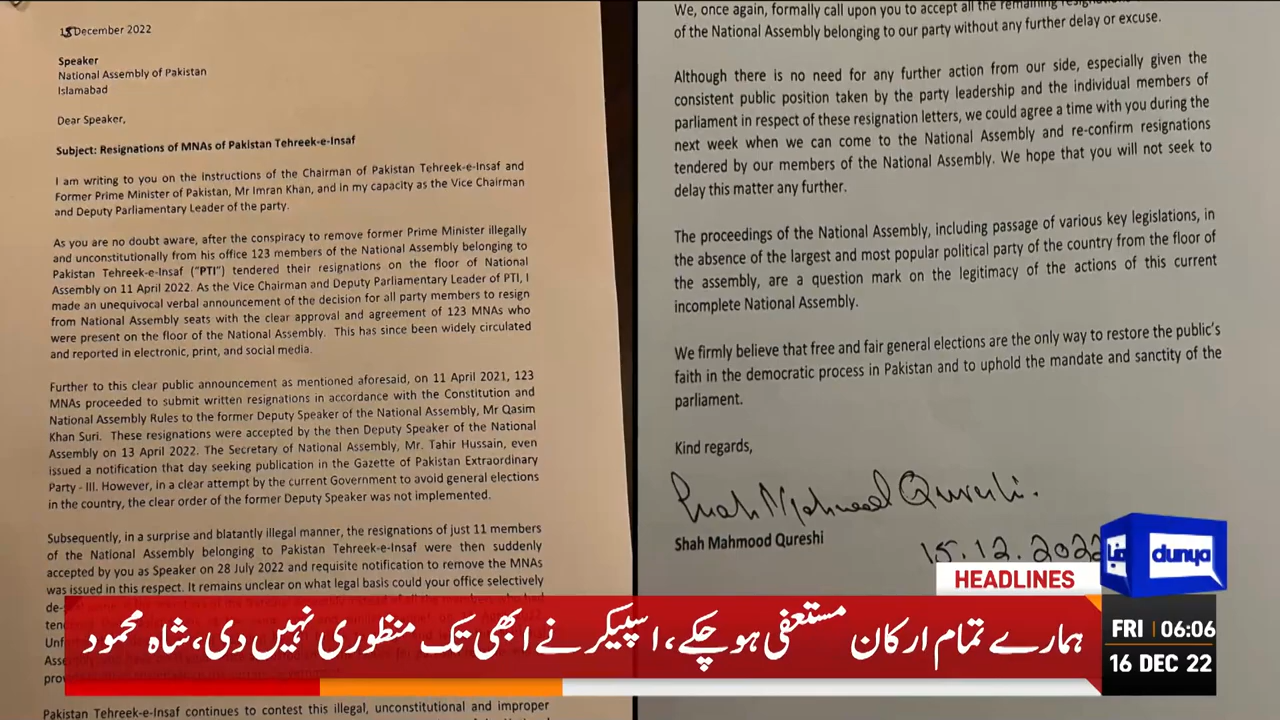 15 December 2022
Speaker
National Assembly of Pakistan
Islamabad
Dear Speaker,
Subject: Resignations of MNAs of Pakistan Tehreek-e-Insaf
I am writing to you on the instructions of the Chairman of Pakistan Tehreek-e-Insaf and
Former Prime Minister of Pakistan, Mr Imran Khan, and in my capacity as the Vice Chairman
and Deputy Parliamentary Leader of the party.
As you are no doubt aware, after the conspiracy to remove former Prime Minister illegally
and unconstitutionally from his office 123 members of the National Assembly belonging to
Pakistan Tehreek-e-Insaf ("PTI") tendered their resignations on the floor of National
Assembly on 11 April 2022. As the Vice Chairman and Deputy Parliamentary Leader of PTI, I
made an unequivocal verbal announcement of the decision for all party members to resign
from National Assembly seats with the clear approval and agreement of 123 MNAs who
were present on the floor of the National Assembly. This has since been widely circulated
and reported in electronic, print, and social media.
Further to this clear public announcement as mentioned aforesaid, on 11 April 2021, 123
MNAs proceeded to submit written resignations in accordance with the Constitution and
National Assembly Rules to the former Deputy Speaker of the National Assembly, Mr Qasim
Khan Suri. These resignations were accepted by the then Deputy Speaker of the National
Assembly on 13 April 2022. The Secretary of National Assembly, Mr. Tahir Hussain, even
issued a notification that day seeking publication in the Gazette of Pakistan Extraordinary
Party - III. However, in a clear attempt by the current Government to avoid general elections
in the country, the clear order of the former Deputy Speaker was not implemented.
Subsequently, in a surprise and blatantly illegal manner, the resignations of just 11 members
of the National Assembly belonging to Pakistan Tehreek-e-Insaf were then suddenly
accepted by you as Speaker on 28 July 2022 and requisite notification to remove the MNAs
was issued in this respect. It remains unclear on what legal basis could your office selectively
Pakistan Tehreek-e-Insaf continues to contest this illegal, unconstitutional and improper
We, once again, formally call upon you to accept all the remaining
of the National Assembly belonging to our party without any further delay or excuse.
Although there is no need for any further action from our side, especially given the
consistent public position taken by the party leadership and the individual members of
parliament in respect of these resignation letters, we could agree a time with you during the
next week when we can come to the National Assembly and re-confirm resignations
tendered by our members of the National Assembly. We hope that you will not seek to
delay this matter any further.
The proceedings of the National Assembly, including passage of various key legislations, in
the absence of the largest and most popular political party of the country from the floor of
the assembly, are a question mark on the legitimacy of the actions of this current
incomplete National Assembly.
We firmly believe that free and fair general elections are the only way to restore the public's
faith in the democratic process in Pakistan and to uphold the mandate and sanctity of the
parliament.
Kind regards,
Shah Mahmood Qureshi
Shah Mahmood Qureshi
15.12.2022
dunya
HEADLINES
ہمارے تمام ارکان مستعفی ہو چکے، اسپیکر نے ابھی تک منظوری نہیں دی، شاہ محمود
FRI 06:06
16 DEC 22